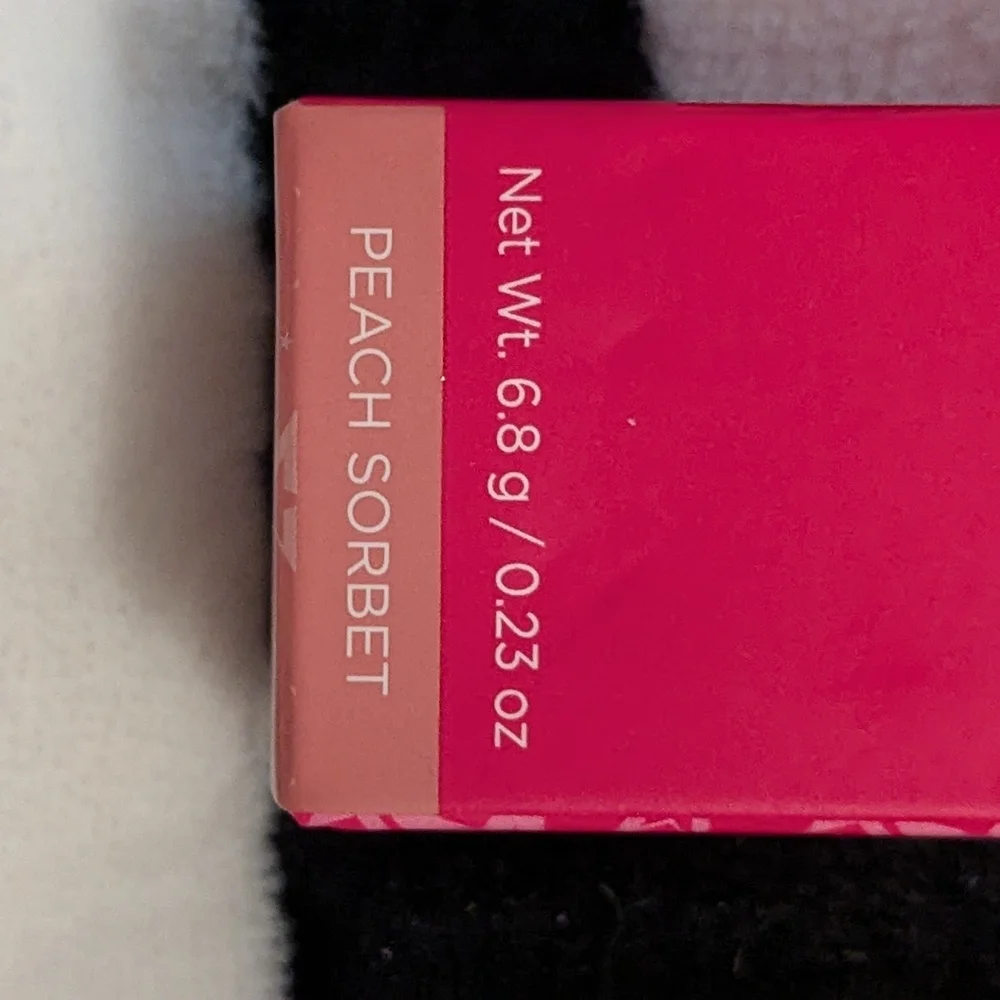 Net Wt. 6.8 g / 0.23 oz
PEACH SORBET